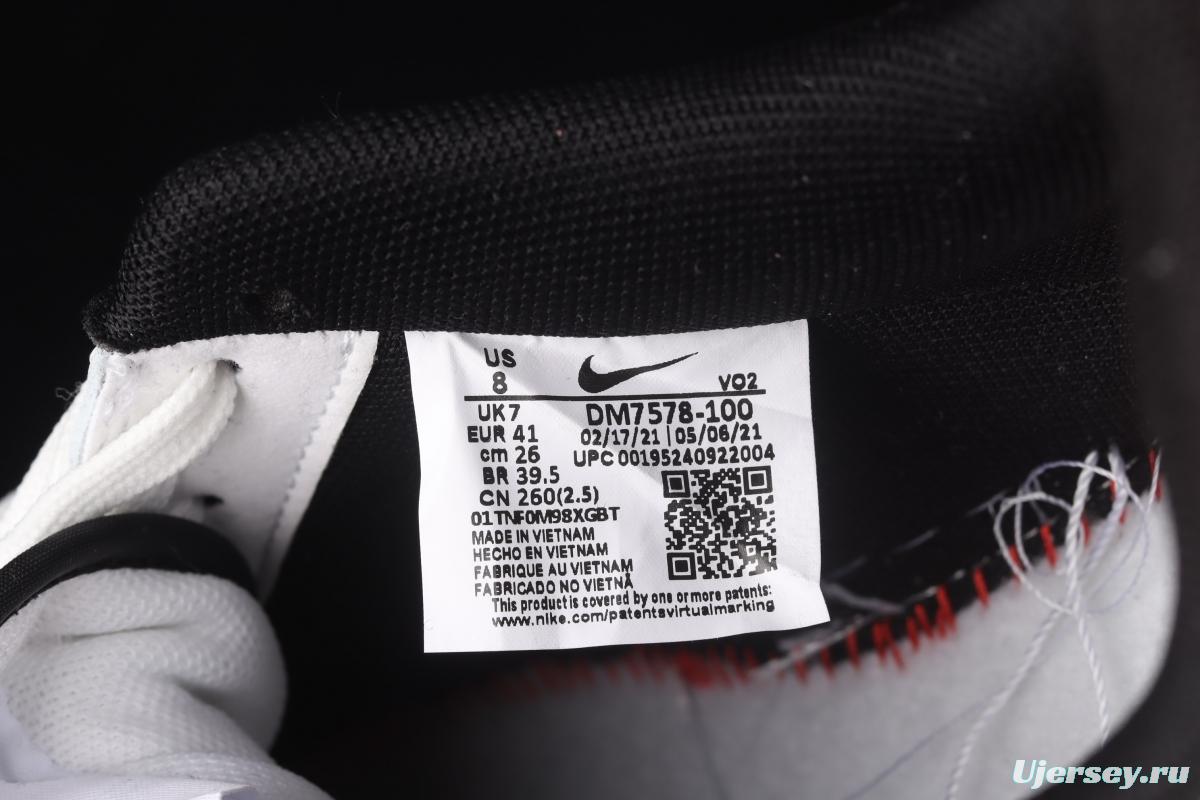 US
8
VO2
UK 7
DM7578-100
EUR 41
02/17/21 | 05/06/21
cm 26
UPC 00195240922004
BR 39.5
CN 260(2.5)
01TNF0M98XGBT
MADE IN VIETNAM
HECHO EN VIETNAM
FABRIQUE AU VIETNAM
FABRICADO NO VIETNÃ
This product is covered by one or more patents:
www.nike.com/patentsvirtualmarking
Ujersey.ru